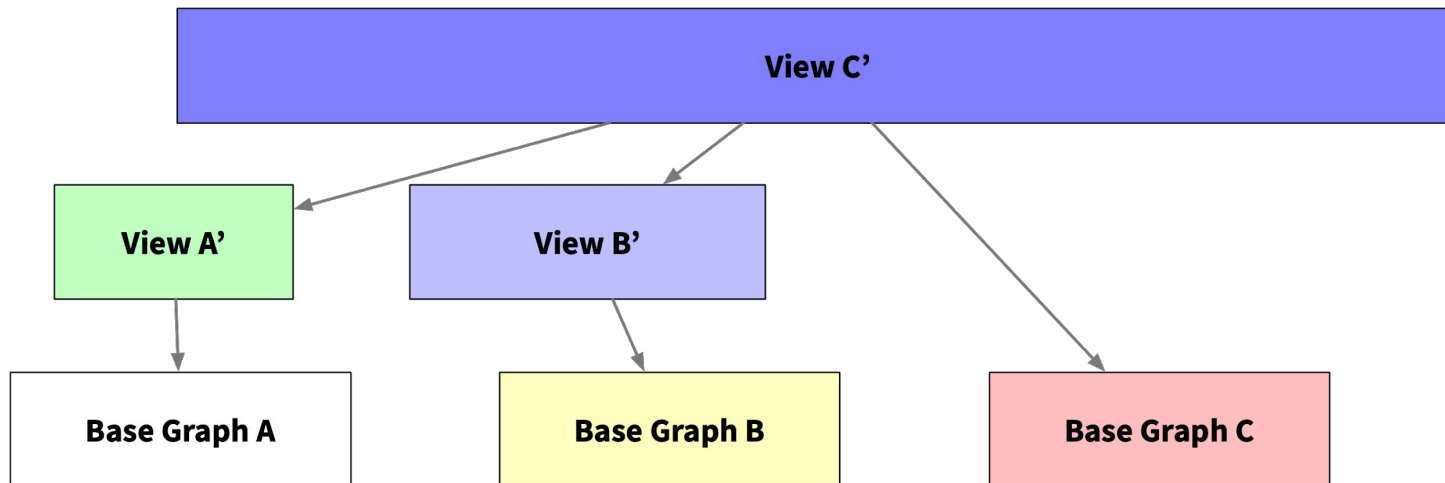 View C’
View A’
View B’
Base Graph A
Base Graph B
Base Graph C